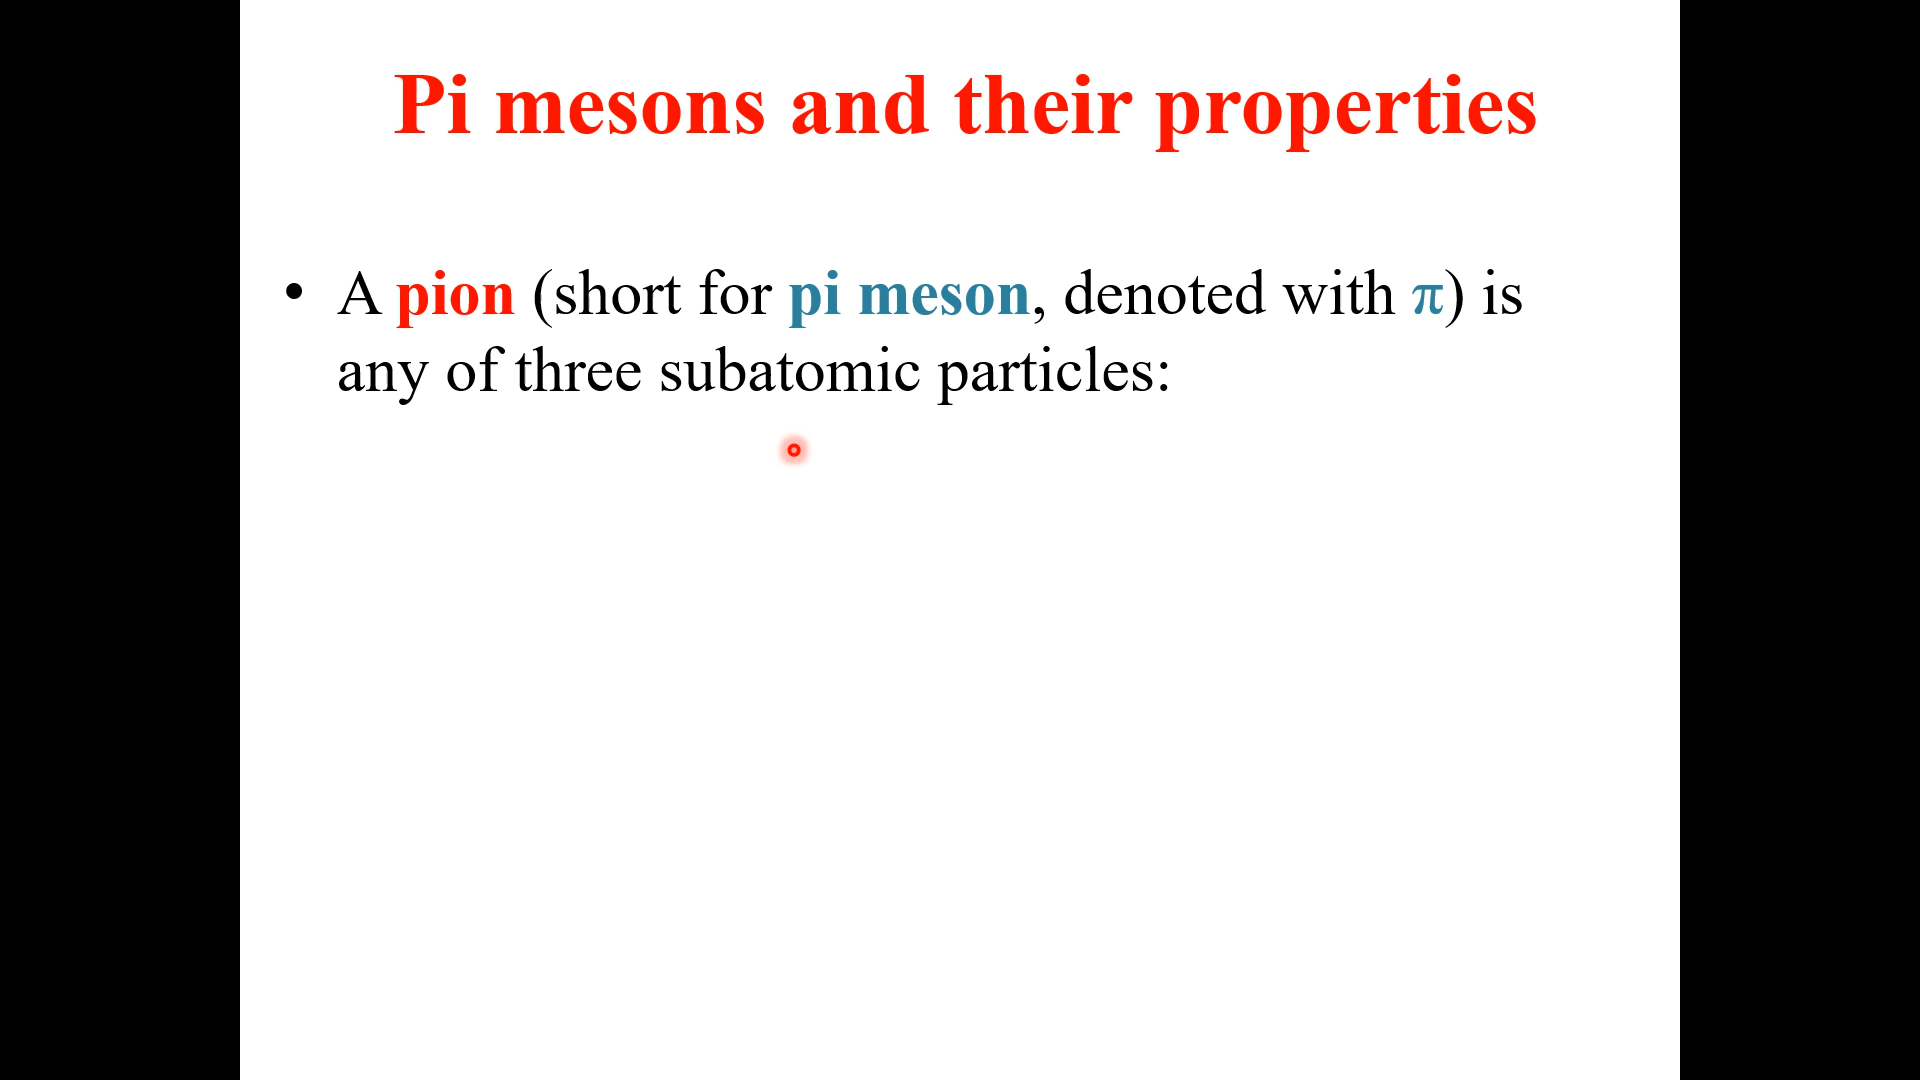 Pi mesons and their properties
• A pion (short for pi meson, denoted with π) is
any of three subatomic particles: